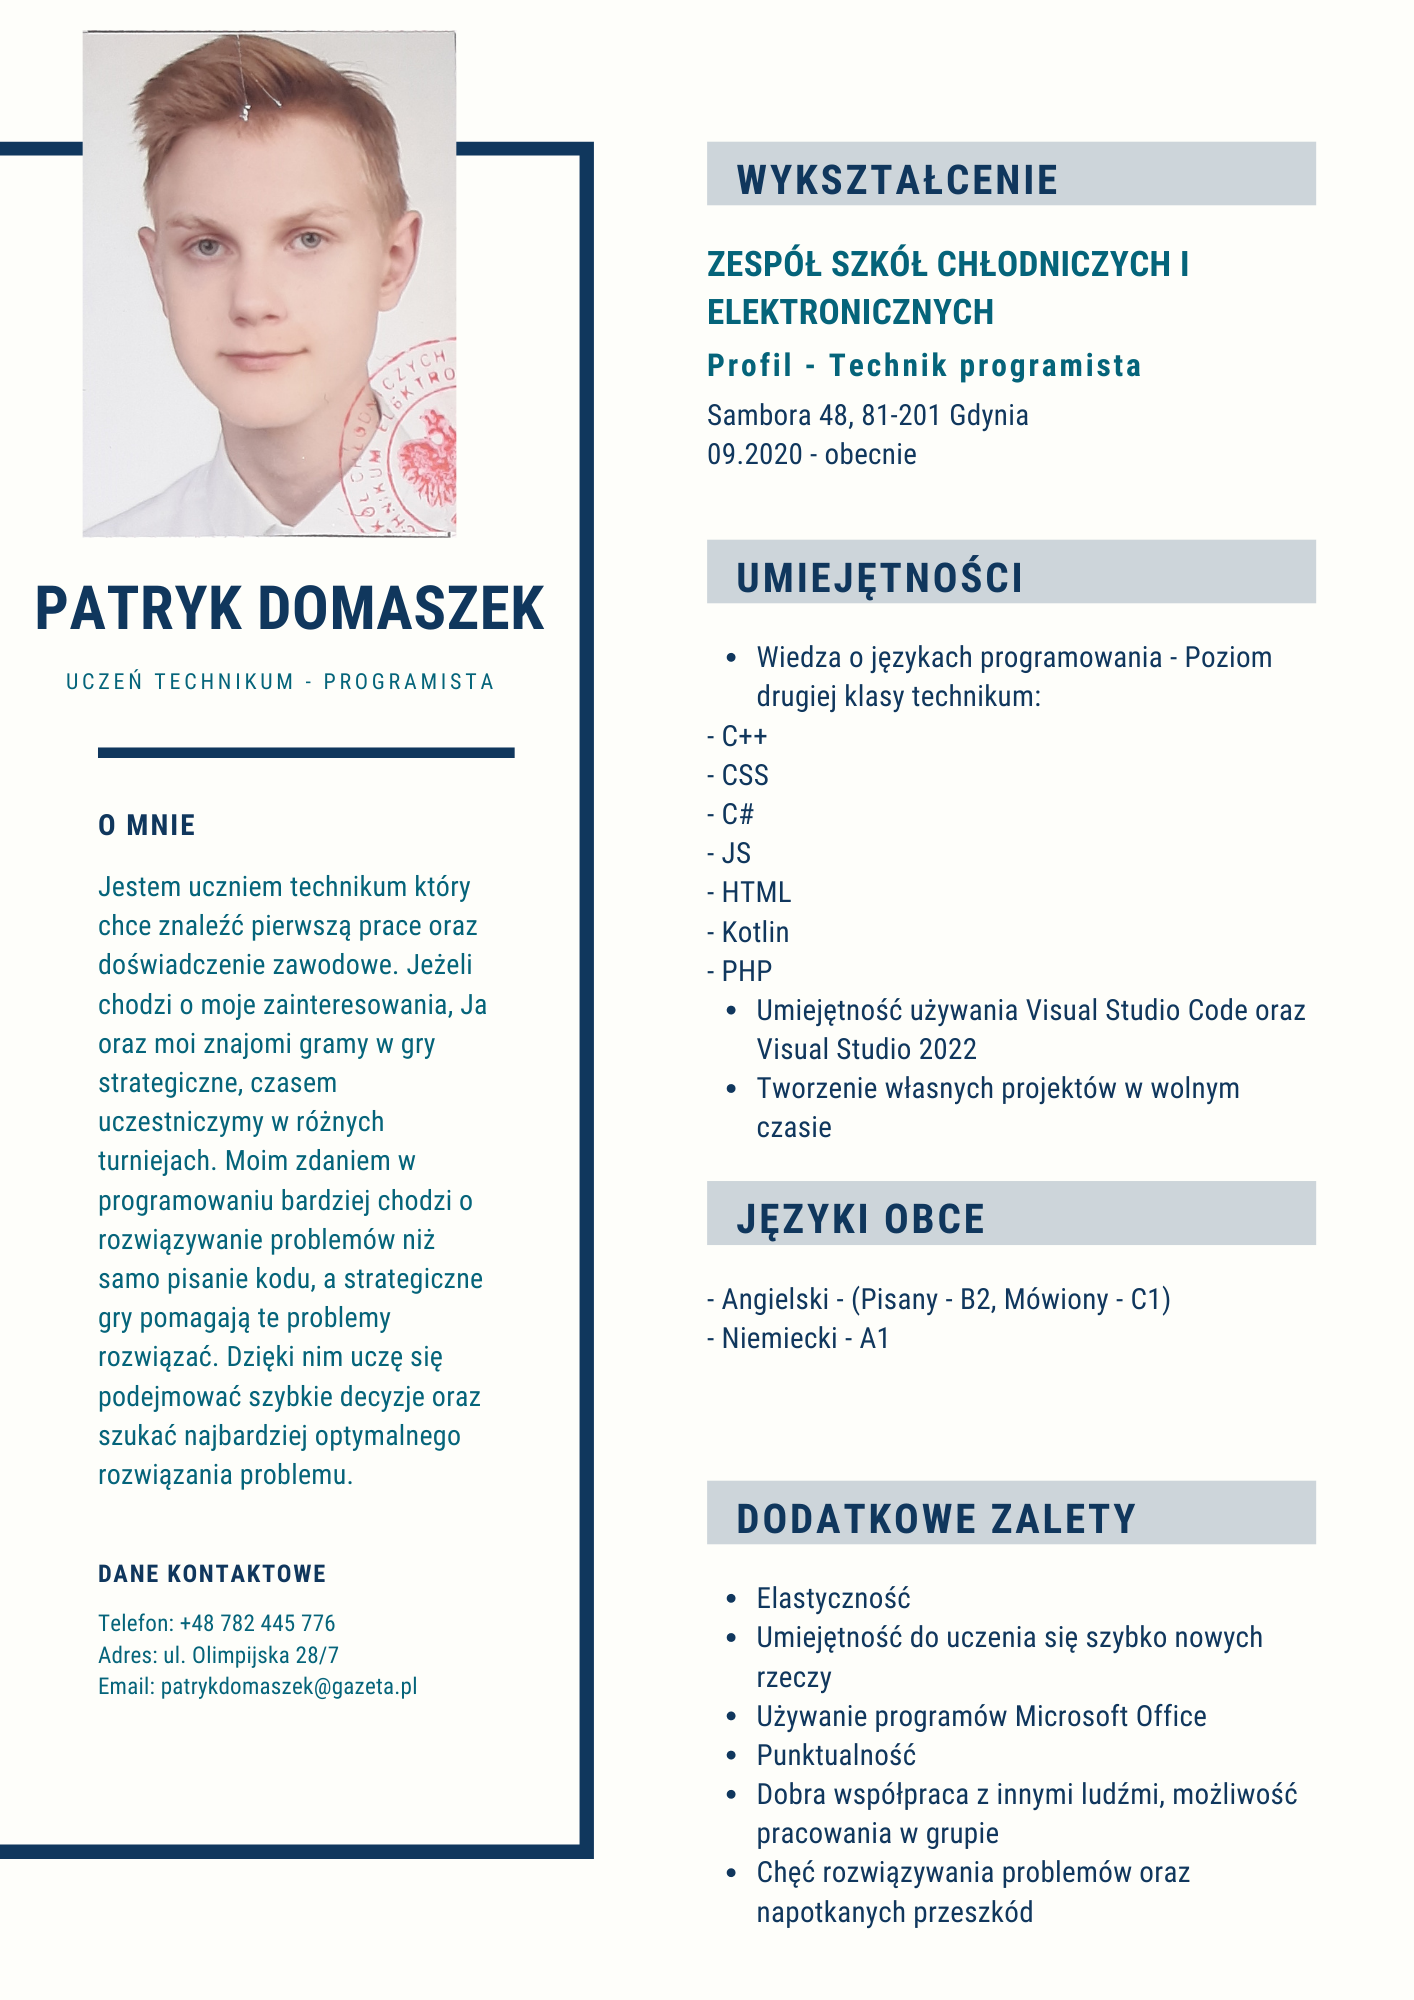 PATRYK DOMASZEK
UCZEŃ TECHNIKUM - PROGRAMISTA
O MNIE
Jestem uczniem technikum który
chce znaleźć pierwszą prace oraz
doświadczenie zawodowe. Jeżeli
chodzi o moje zainteresowania, Ja
oraz moi znajomi gramy w gry
strategiczne, czasem
uczestniczymy w różnych
turniejach. Moim zdaniem w
programowaniu bardziej chodzi o
rozwiązywanie problemów niż
samo pisanie kodu, a strategiczne
gry pomagają te problemy
rozwiązać. Dzięki nim uczę się
podejmować szybkie decyzje oraz
szukać najbardziej optymalnego
rozwiązania problemu.
DANE KONTAKTOWE
Telefon: +48 782 445 776
Adres: ul. Olimpijska 28/7
Email: patrykdomaszek@gazeta.pl
WYKSZTAŁCENIE
ZESPÓŁ SZKÓŁ CHŁODNICZYCH I
ELEKTRONICZNYCH
Profil - Technik programista
Sambora 48, 81-201 Gdynia
09.2020 - obecnie
UMIEJĘTNOŚCI
• Wiedza o językach programowania - Poziom
drugiej klasy technikum:
- C++
- CSS
- C#
- JS
- HTML
- Kotlin
- PHP
• Umiejętność używania Visual Studio Code oraz
Visual Studio 2022
• Tworzenie własnych projektów w wolnym
czasie
JĘZYKI OBCE
- Angielski - (Pisany - B2, Mówiony - C1)
- Niemiecki - A1
DODATKOWE ZALETY
• Elastyczność
• Umiejętność do uczenia się szybko nowych
rzeczy
• Używanie programów Microsoft Office
• Punktualność
• Dobra współpraca z innymi ludźmi, możliwość
pracowania w grupie
• Chęć rozwiązywania problemów oraz
napotkanych przeszkód